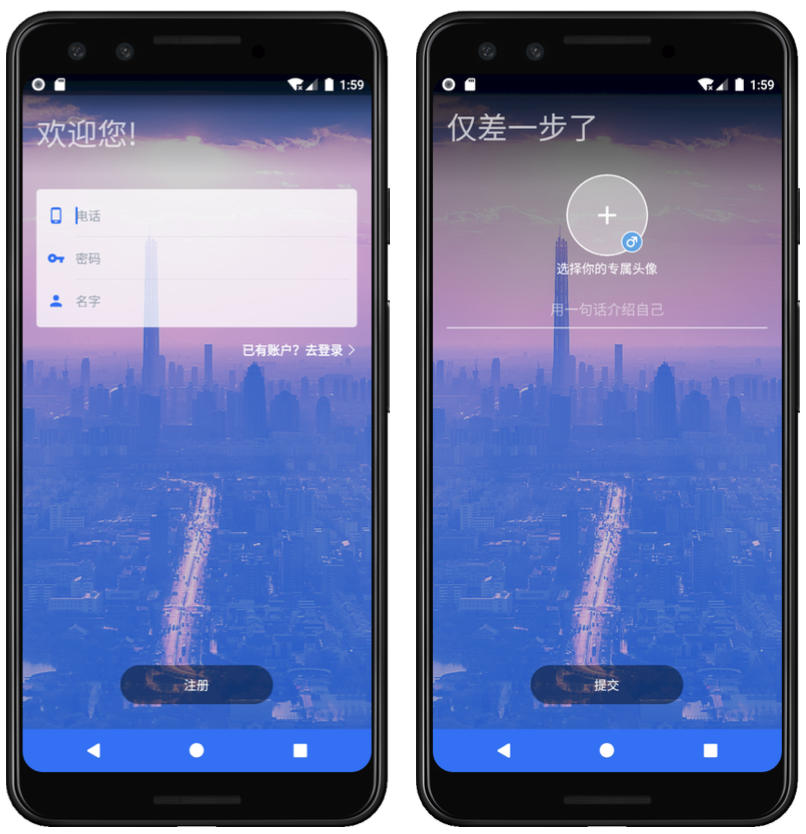 1:59
欢迎您!
电话
密码
名字
已有账户？去登录
注册
1:59
仅差一步了
选择你的专属头像
用一句话介绍自己
提交